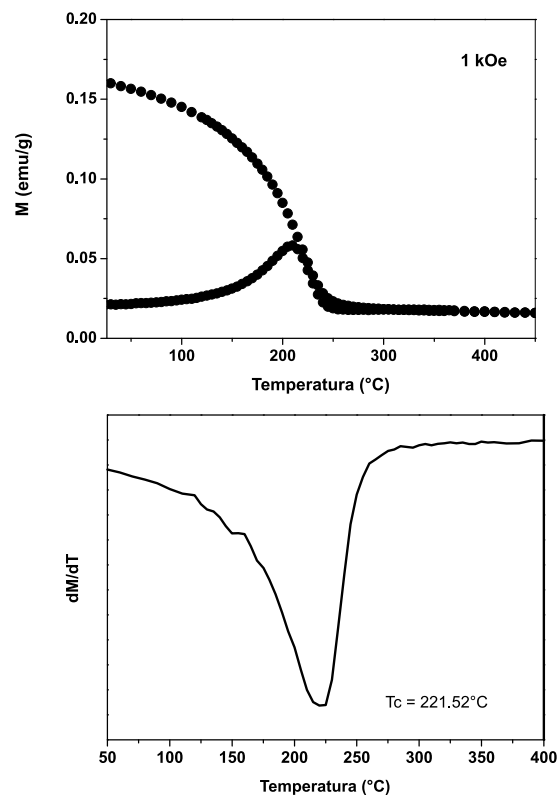 0.20
1 kOe
0.15
0.10
0.05
0.00
M (emu/g)
100 200 300 400
Temperatura (°C)
dM/dT
Tc = 221.52°C
50 100 150 200 250 300 350 400
Temperatura (°C)